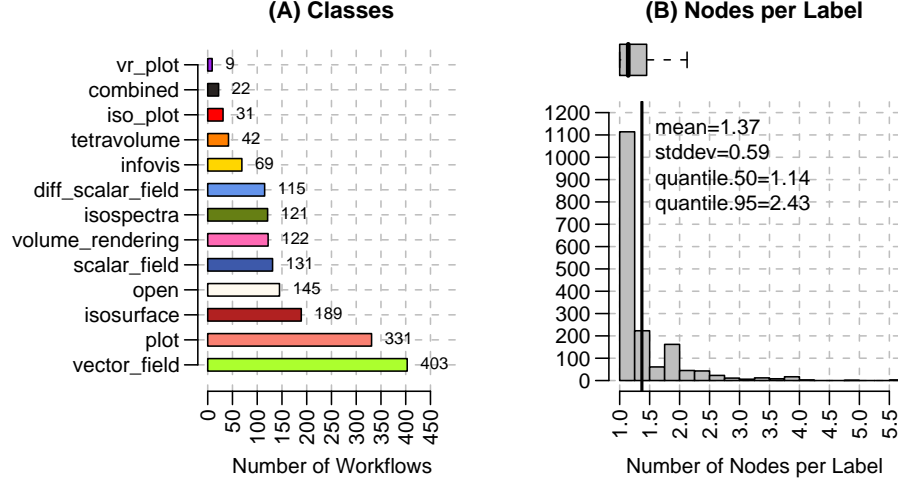 (A) Classes
vr_plot 9
combined 22
iso_plot 31
tetravolume 42
infovis 69
diff_scalar_field 115
isospectra 121
volume_rendering 122
scalar_field 131
open 145
isosurface 189
plot 331
vector_field 403
0 50 100 150 200 250 300 350 400 450
Number of Workflows
(B) Nodes per Label
1200
1100
1000
900
800
700
600
500
400
300
200
100
0
mean=1.37
stddev=0.59
quantile.50=1.14
quantile.95=2.43
1.0 1.5 2.0 2.5 3.0 3.5 4.0 4.5 5.0 5.5
Number of Nodes per Label